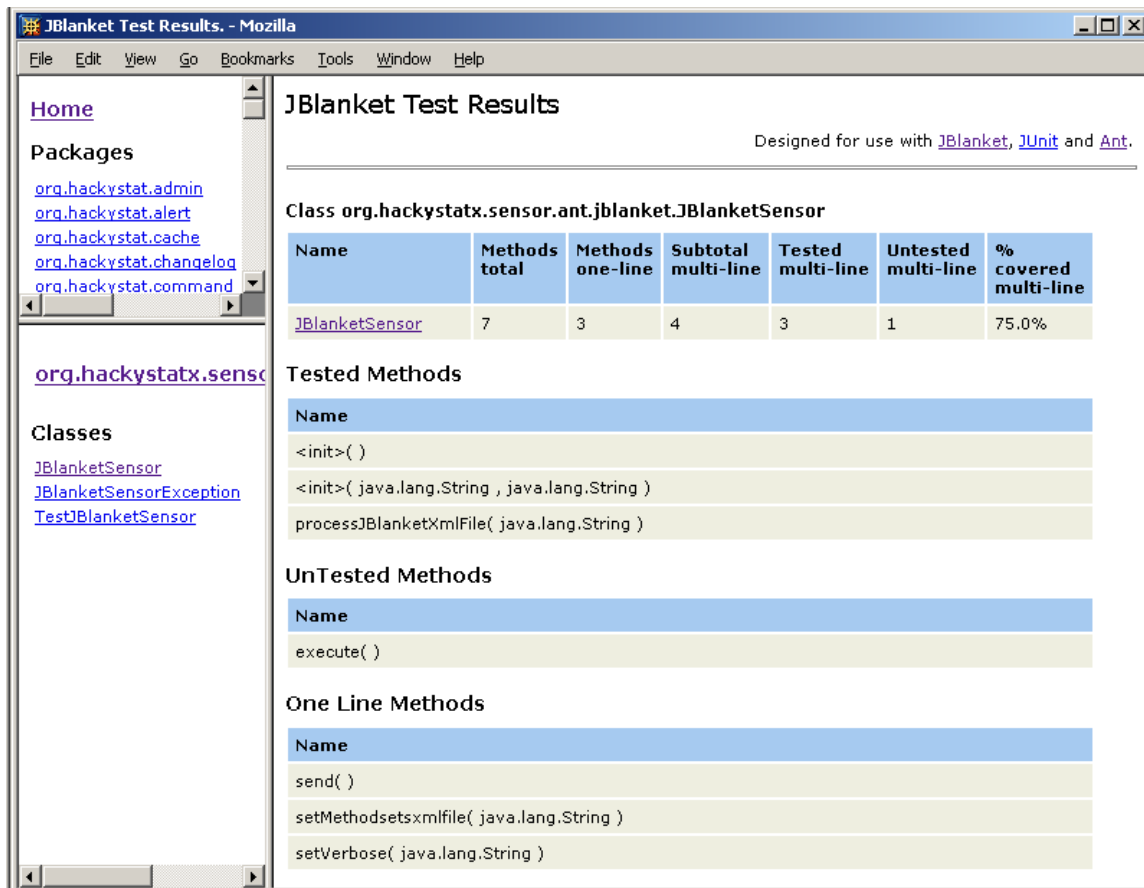 JBlanket Test Results. - Mozilla
File Edit View Go Bookmarks Tools Window Help
Home
Packages
org.hackystat.admin
org.hackystat.alert
org.hackystat.cache
org.hackystat.changelog
org.hackystat.command
org.hackystatx.senso
Classes
JBlanketSensor
JBlanketSensorException
TestJBlanketSensor
JBlanket Test Results
Designed for use with JBlanket, JUnit and Ant.
Class org.hackystatx.sensor.ant.jblanket.JBlanketSensor
Name Methods total Methods one-line Subtotal multi-line Tested multi-line Untested multi-line % covered multi-line
JBlanketSensor 7 3 4 3 1 75.0%
Tested Methods
Name
<init>( )
<init>( java.lang.String , java.lang.String )
processJBlanketXmlFile( java.lang.String )
UnTested Methods
Name
execute( )
One Line Methods
Name
send( )
setMethodsetsxmlfile( java.lang.String )
setVerbose( java.lang.String )